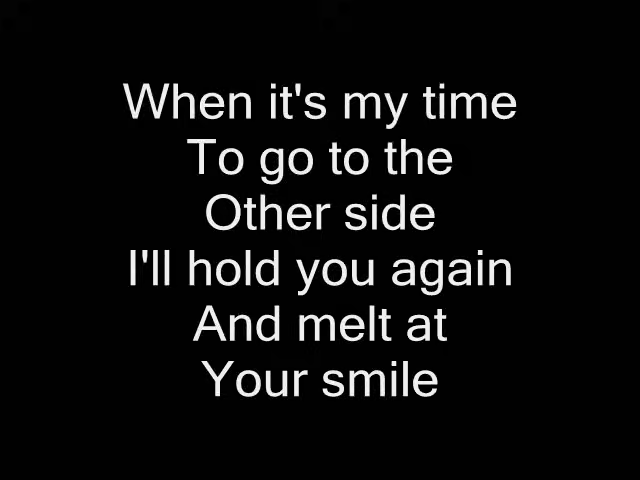 When it's my time
To go to the
Other side
I'll hold you again
And melt at
Your smile